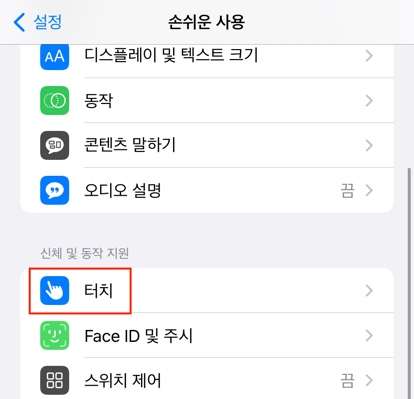 설정
손쉬운 사용
디스플레이 및 텍스트 크기
동작
콘텐츠 말하기
오디오 설명 끔
신체 및 동작 지원
터치
Face ID 및 주시
스위치 제어 끔